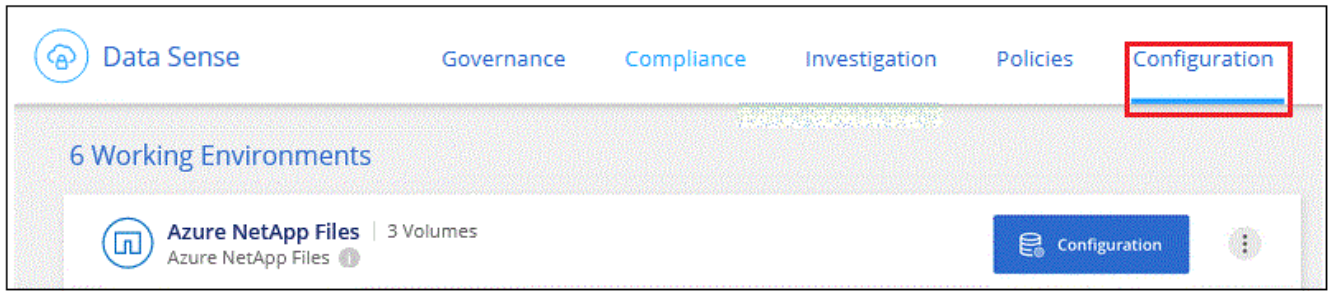 Data Sense Governance Compliance Investigation Policies Configuration
6 Working Environments
Azure NetApp Files 3 Volumes
Azure NetApp Files
Configuration